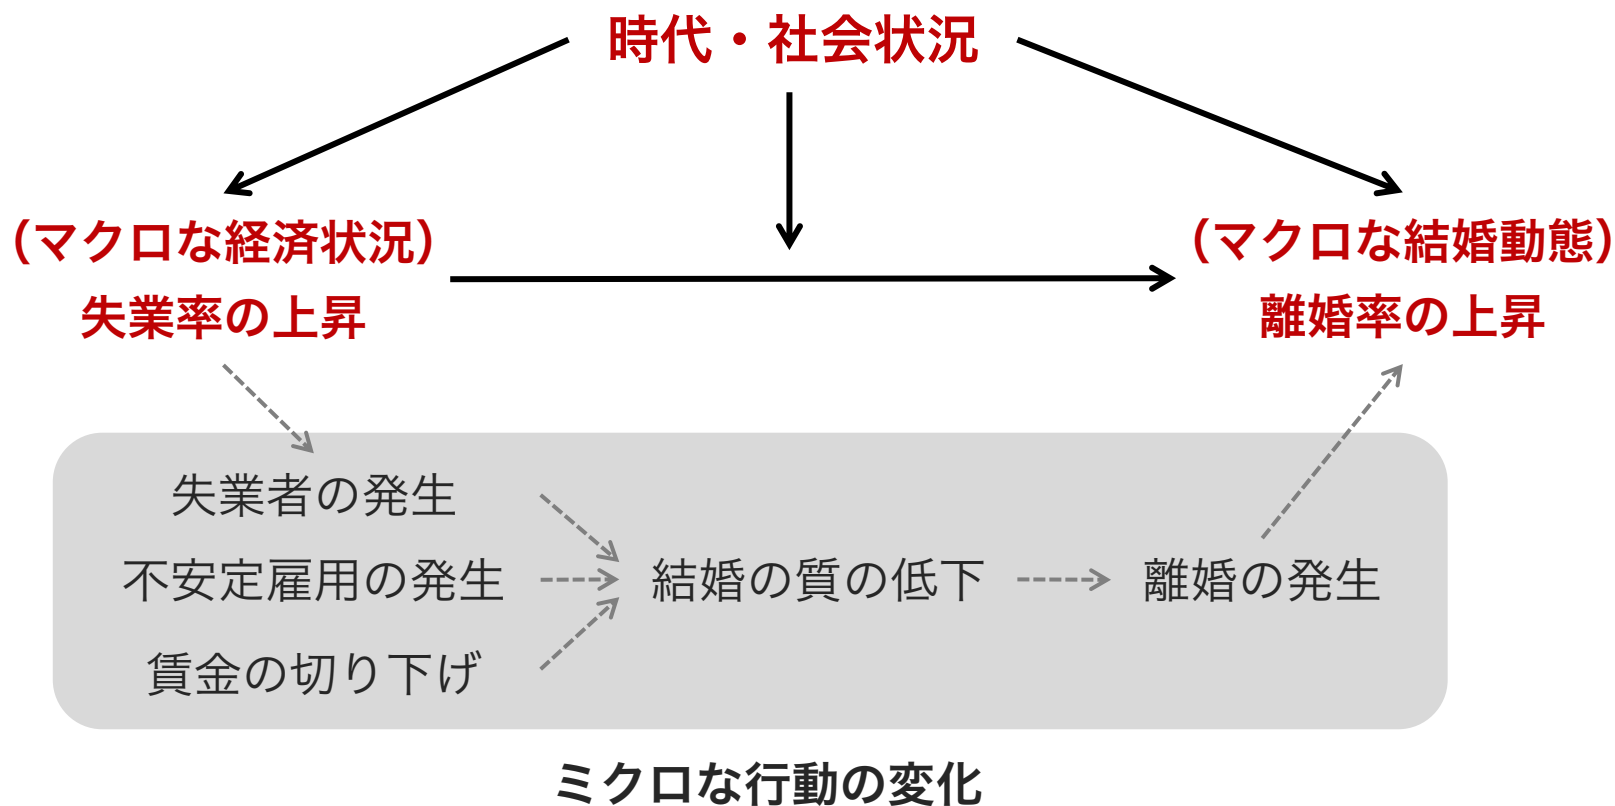 時代・社会状況
（マクロな経済状況）
失業率の上昇
（マクロな結婚動態）
離婚率の上昇
失業者の発生
不安定雇用の発生
賃金の切り下げ
結婚の質の低下
離婚の発生
ミクロな行動の変化